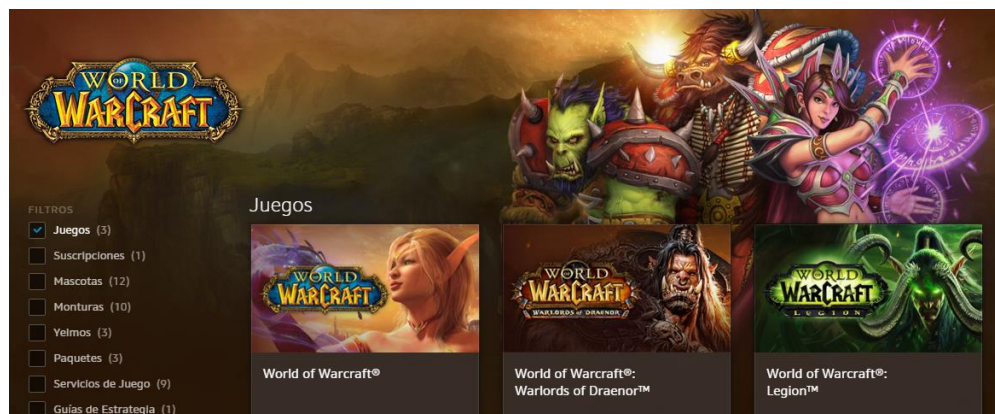 WORLD
OF
WARCRAFT
FILTROS
Juegos (3)
Suscripciones (1)
Mascotas (12)
Monturas (10)
Yelmos (3)
Paquetes (3)
Servicios de Juego (9)
Guías de Estrategia (1)
Juegos
WORLD
OF
WARCRAFT
World of Warcraft®
WORLD
OF
WARCRAFT
WARLORDS OF DRAENOR
World of Warcraft®:
Warlords of Draenor™
WORLD
OF
WARCRAFT
LEGION
World of Warcraft®:
Legion™